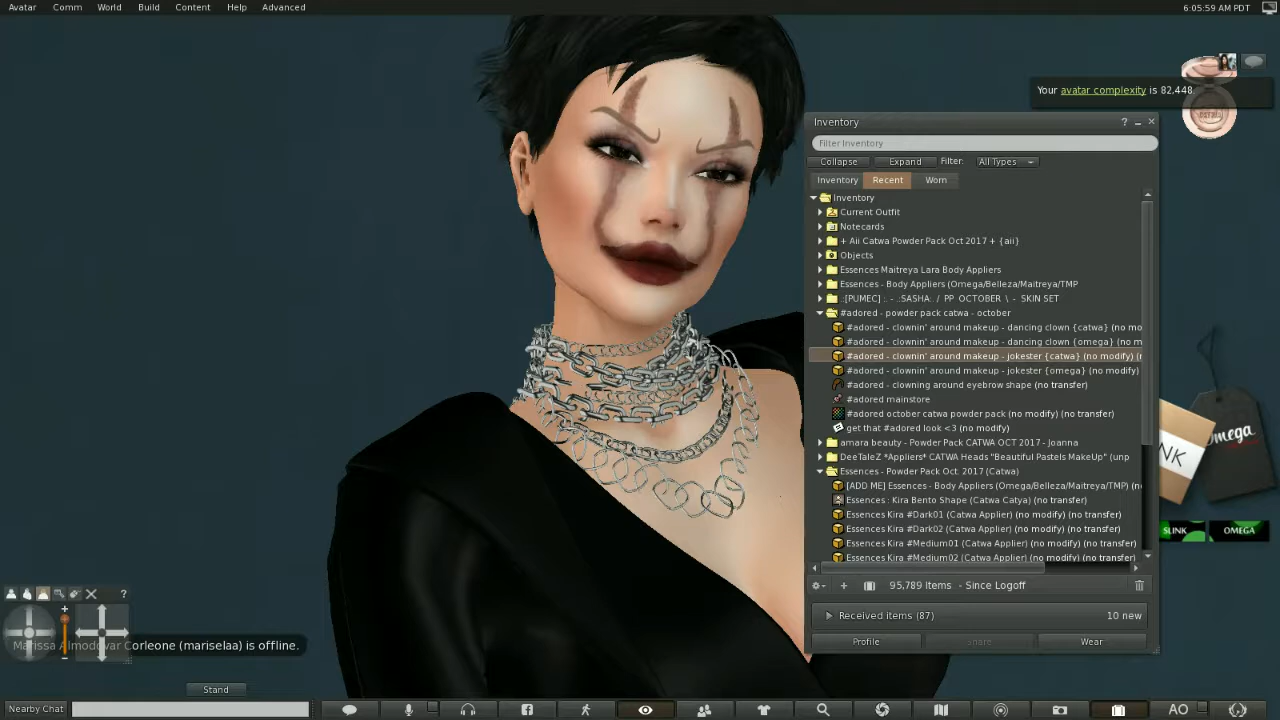 Avatar Comm World Build Content Help Advanced 6:05:59 AM PDT
Your avatar complexity is 82,448.
Inventory ?
Filter Inventory
Collapse Expand Filter: All Types
Inventory Recent Worn
Inventory
Current Outfit
Notecards
+ Aii Catwa Powder Pack Oct 2017 + {aii}
Objects
Essences Maitreya Lara Body Appliers
Essences - Body Appliers (Omega/Belleza/Maitreya/TMP
.:[PUMEC] :. - .:SASHA:. / PP OCTOBER \ - SKIN SET
#adored - powder pack catwa - october
#adored - clownin' around makeup - dancing clown {catwa} (no mo
#adored - clownin' around makeup - dancing clown {omega} (no m
#adored - clownin' around makeup - jokester {catwa} (no modify) (r
#adored - clownin' around makeup - jokester {omega} (no modify)
#adored - clowning around eyebrow shape (no transfer)
#adored mainstore
#adored october catwa powder pack (no modify) (no transfer)
get that #adored look <3 (no modify)
amara beauty - Powder Pack CATWA OCT 2017 - Joanna
DeeTaleZ *Appliers* CATWA Heads "Beautiful Pastels MakeUp" (unp
Essences - Powder Pack Oct. 2017 (Catwa)
[ADD ME] Essences - Body Appliers (Omega/Belleza/Maitreya/TMP) (n
Essences : Kira Bento Shape (Catwa Catya) (no transfer)
Essences Kira #Dark01 (Catwa Applier) (no modify) (no transfer)
Essences Kira #Dark02 (Catwa Applier) (no modify) (no transfer)
Essences Kira #Medium01 (Catwa Applier) (no modify) (no transfer)
Essences Kira #Medium02 (Catwa Applier) (no modify) (no transfer)
95,789 Items - Since Logoff
Received items (87) 10 new
Profile Share Wear
NK
Omega
SLINK OMEGA
?
Marissa Almodovar Corleone (mariselaa) is offline.
Stand
Nearby Chat
AO